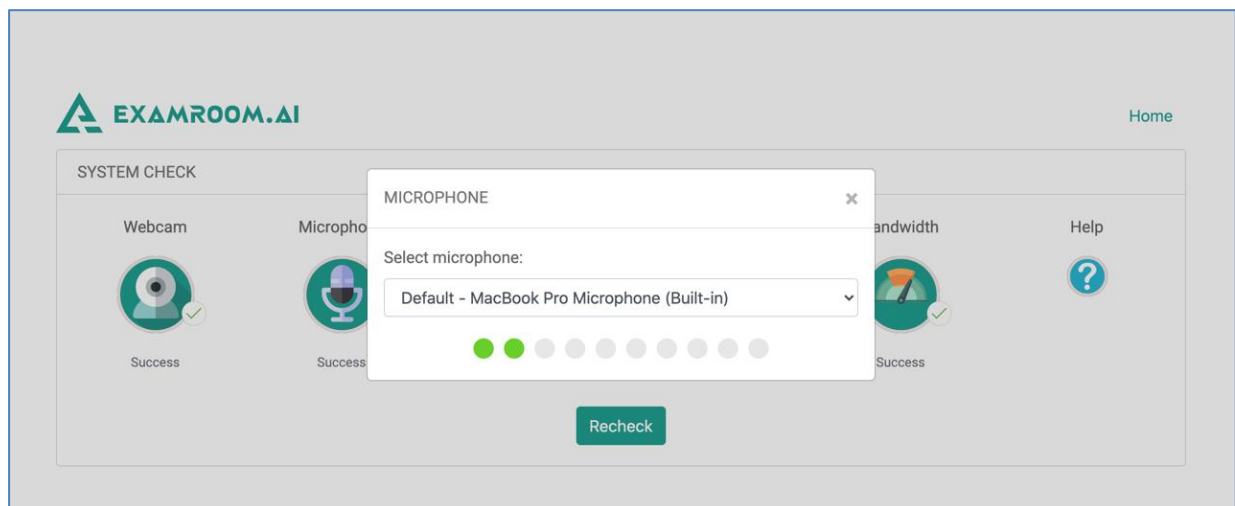 EXAMROOM.AI
Home
SYSTEM CHECK
MICROPHONE ×
Webcam
Micropho
andwidth
Help
Select microphone:
Default - MacBook Pro Microphone (Built-in)
?
Success
Success
Success
Recheck